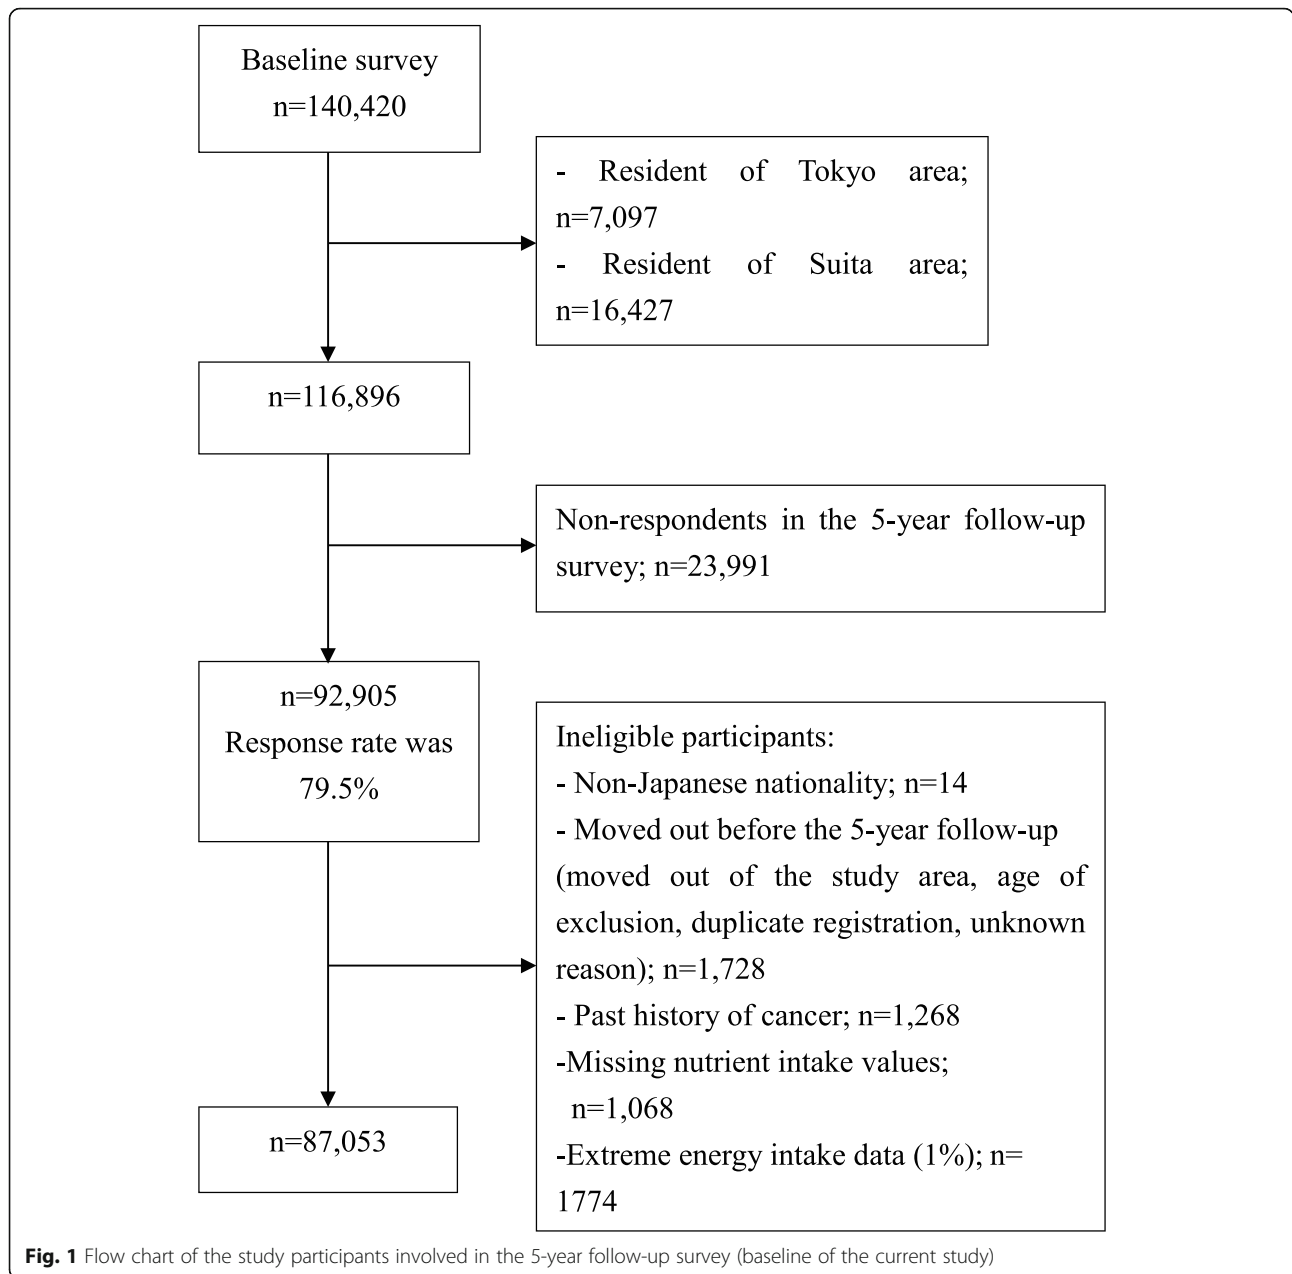 Baseline survey
n=140,420
- Resident of Tokyo area;
n=7,097
- Resident of Suita area;
n=16,427
n=116,896
Non-respondents in the 5-year follow-up
survey; n=23,991
n=92,905
Response rate was
79.5%
Ineligible participants:
- Non-Japanese nationality; n=14
- Moved out before the 5-year follow-up
(moved out of the study area, age of
exclusion, duplicate registration, unknown
reason); n=1,728
- Past history of cancer; n=1,268
-Missing nutrient intake values;
n=1,068
-Extreme energy intake data (1%); n=
1774
n=87,053
Fig. 1 Flow chart of the study participants involved in the 5-year follow-up survey (baseline of the current study)